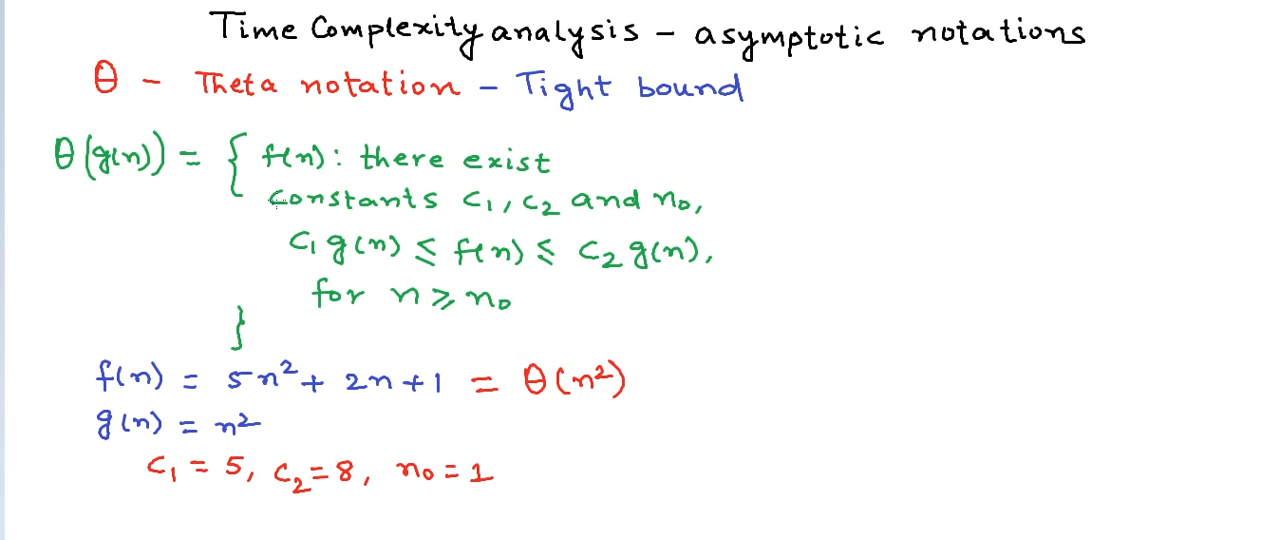 Time Complexity analysis - asymptotic notations
θ - Theta notation - Tight bound
θ(g(n)) = { f(n): there exist
constants c₁, c₂ and n₀,
c₁ g(n) ≤ f(n) ≤ c₂ g(n),
for n ≥ n₀
}
f(n) = 5n² + 2n + 1 = θ(n²)
g(n) = n²
c₁ = 5, c₂ = 8, n₀ = 1